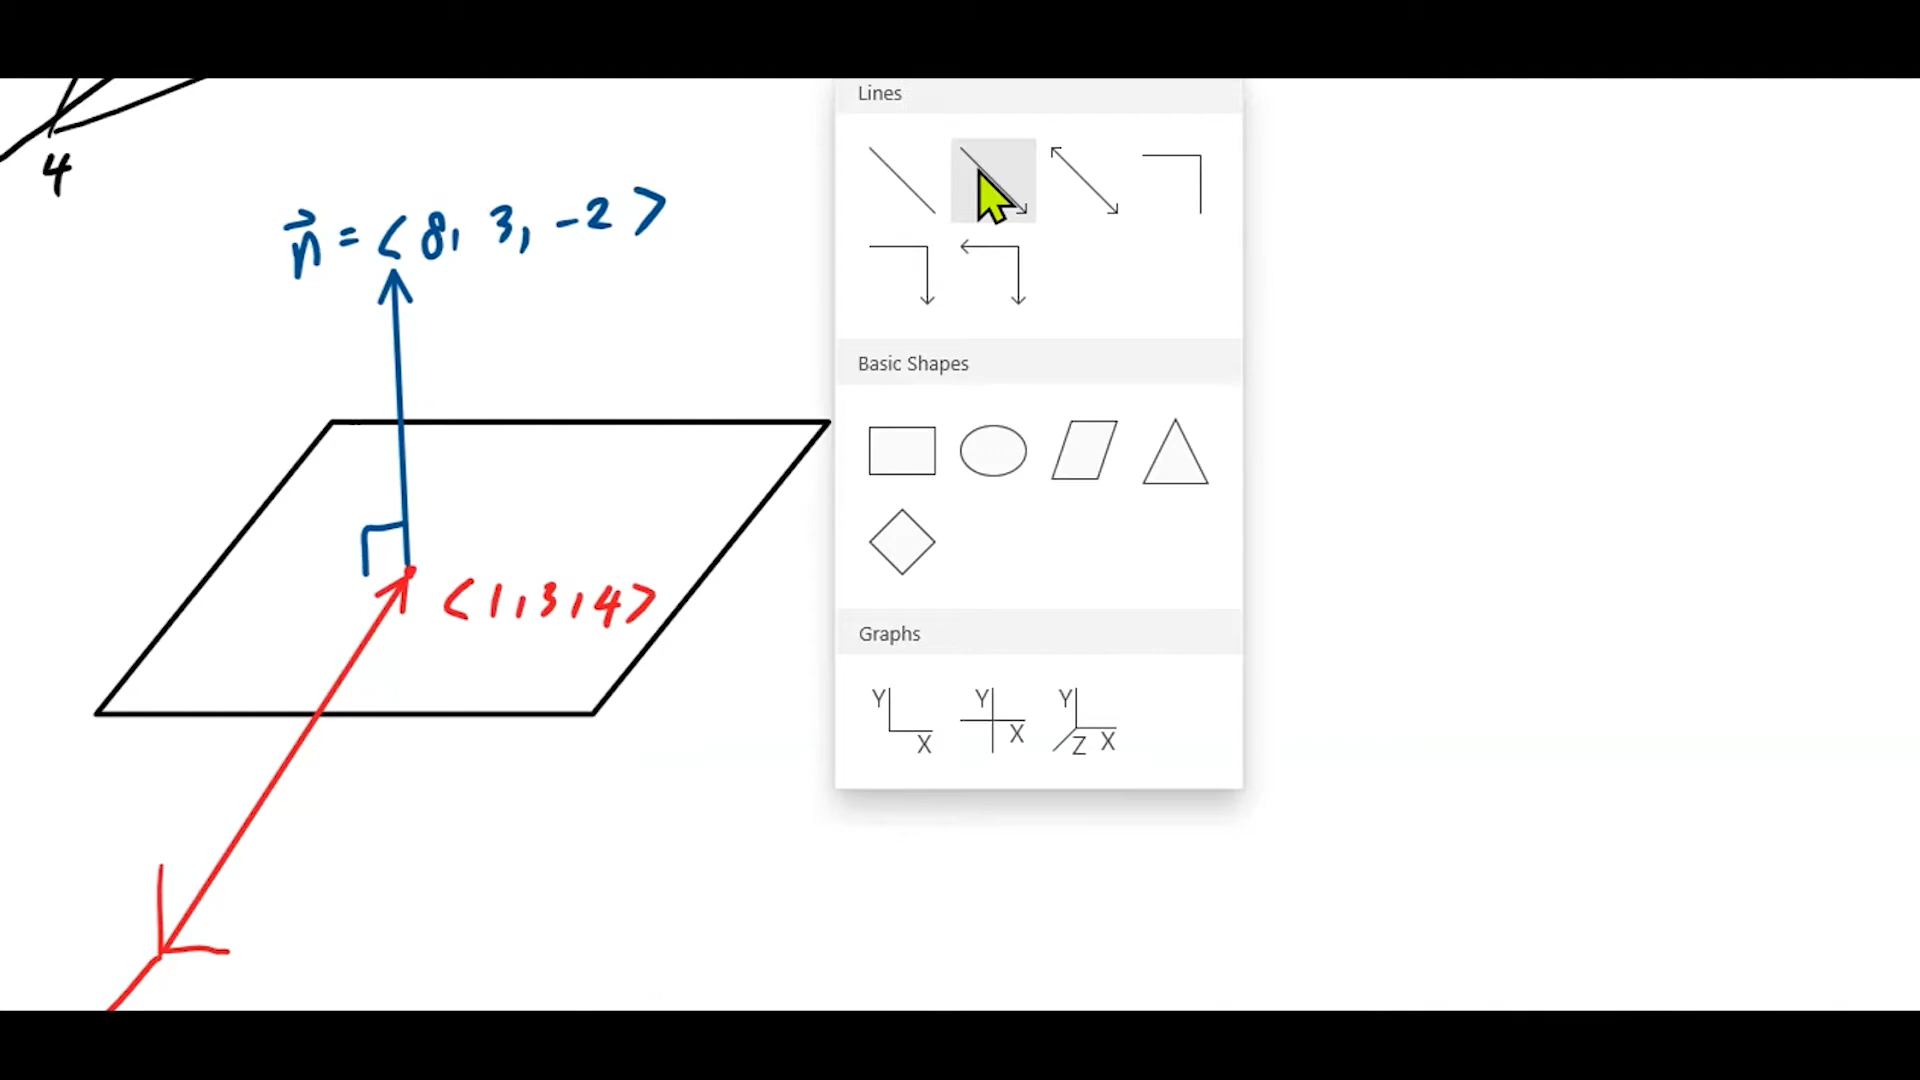 4
n⃗ = ⟨8, 3, -2⟩
⟨1,3,4⟩
Lines
Basic Shapes
Graphs
Y X Y X Y Z X